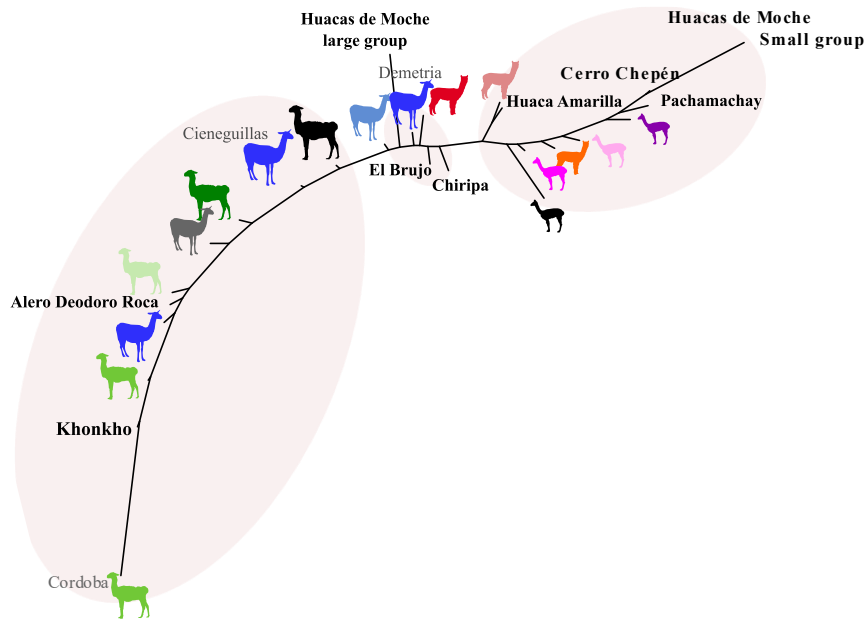 Huacas de Moche
large group
Huacas de Moche
Small group
Demetria
Cerro Chepén
Huaca Amarilla
Pachamachay
Cieneguillas
El Brujo
Chiripa
Alero Deodoro Roca
Khonkho
Cordoba